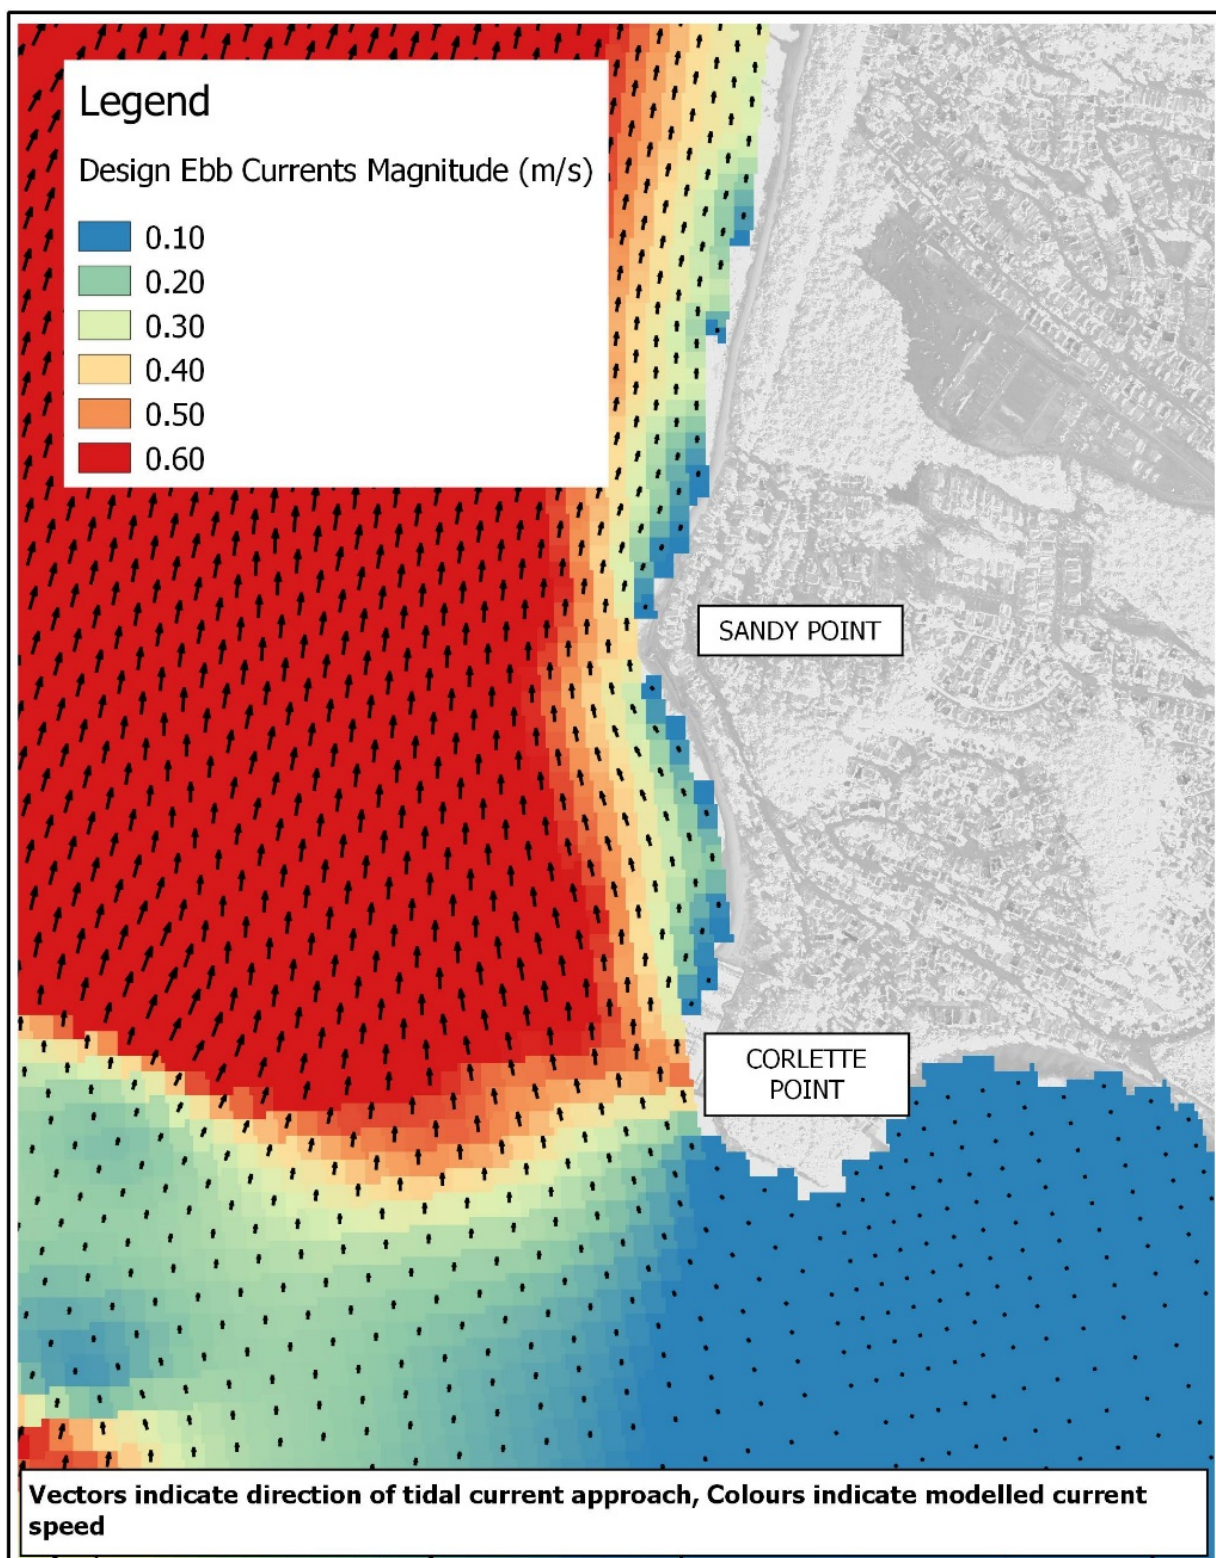 Legend
Design Ebb Currents Magnitude (m/s)
0.10
0.20
0.30
0.40
0.50
0.60
SANDY POINT
CORLETTE
POINT
Vectors indicate direction of tidal current approach, Colours indicate modelled current
speed